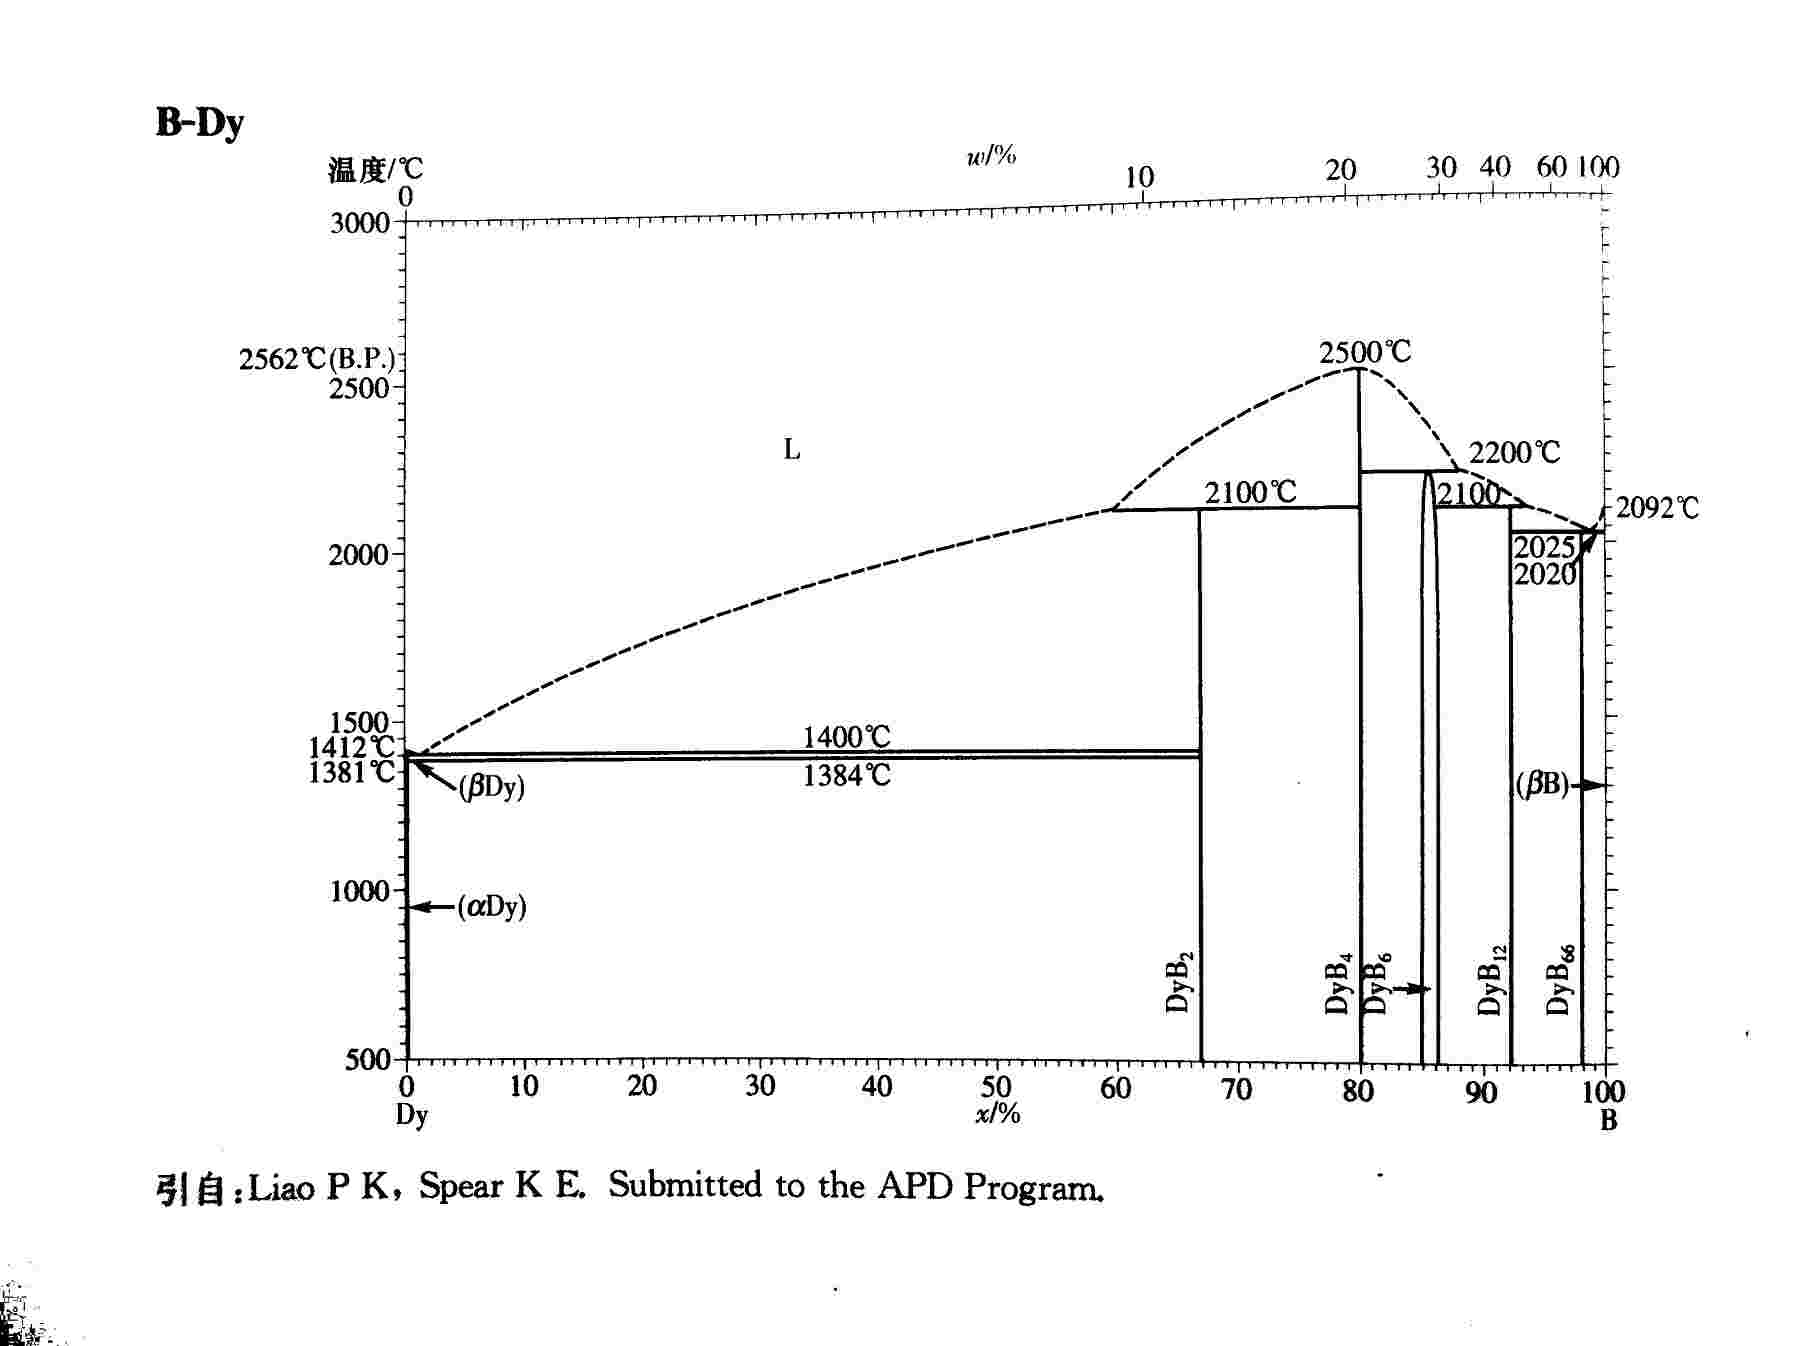 B-Dy
温度/℃
w/%
0
10
20
30
40
60
100
3000
2562℃(B.P.)
2500
2500℃
L
2200℃
2100℃
2100
2092℃
2000
2025
2020
1500
1412℃
1400℃
1381℃
1384℃
(βDy)
(βB)
1000
(αDy)
DyB₂
DyB₄
DyB₆
DyB₁₂
DyB₆₆
500
0 10 20 30 40 50 60 70 80 90 100
Dy
x/%
B
引自:Liao P K, Spear K E. Submitted to the APD Program.